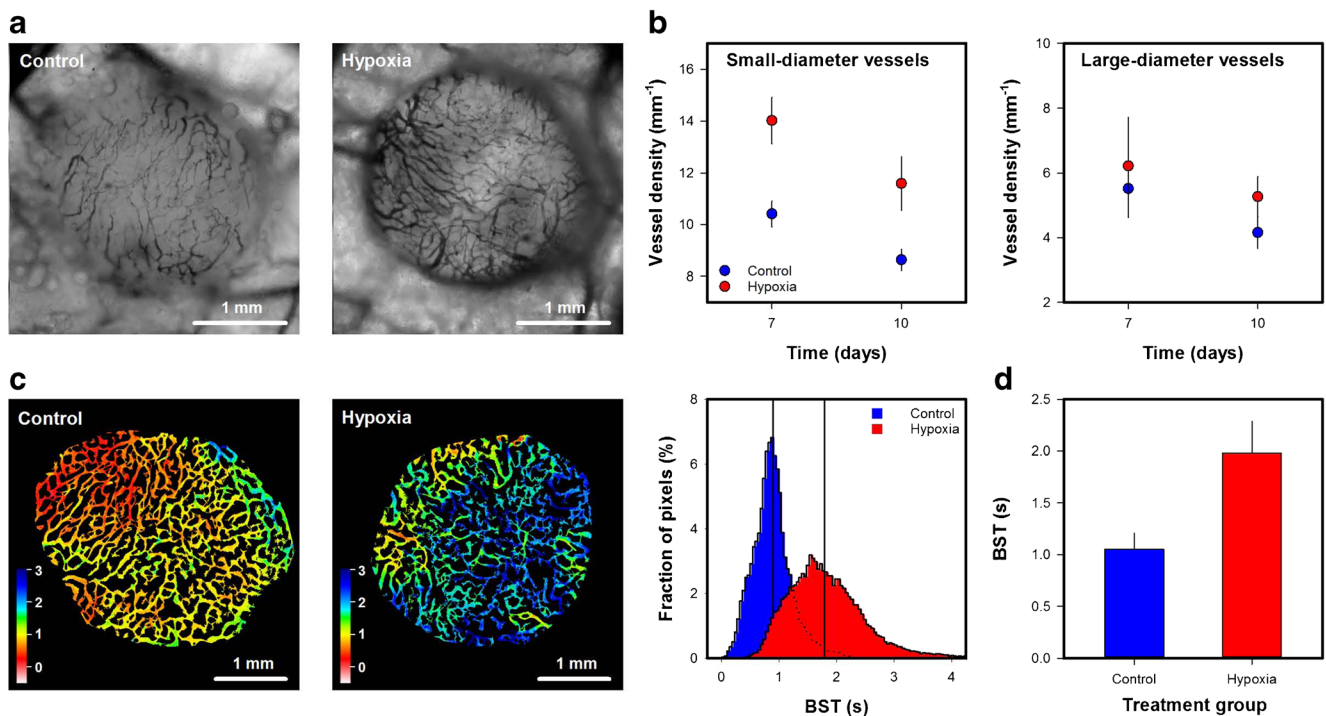 a
Control
1 mm
Hypoxia
1 mm
b
Vessel density (mm⁻¹)
16
14
12
10
8
Small-diameter vessels
Control
Hypoxia
7
10
Time (days)
Vessel density (mm⁻¹)
10
8
6
4
2
Large-diameter vessels
7
10
Time (days)
c
Control
3
2
1
0
1 mm
Hypoxia
3
2
1
0
1 mm
Fraction of pixels (%)
8
6
4
2
0
Control
Hypoxia
0
1
2
3
4
BST (s)
d
BST (s)
2.5
2.0
1.5
1.0
0.5
0.0
Control
Hypoxia
Treatment group